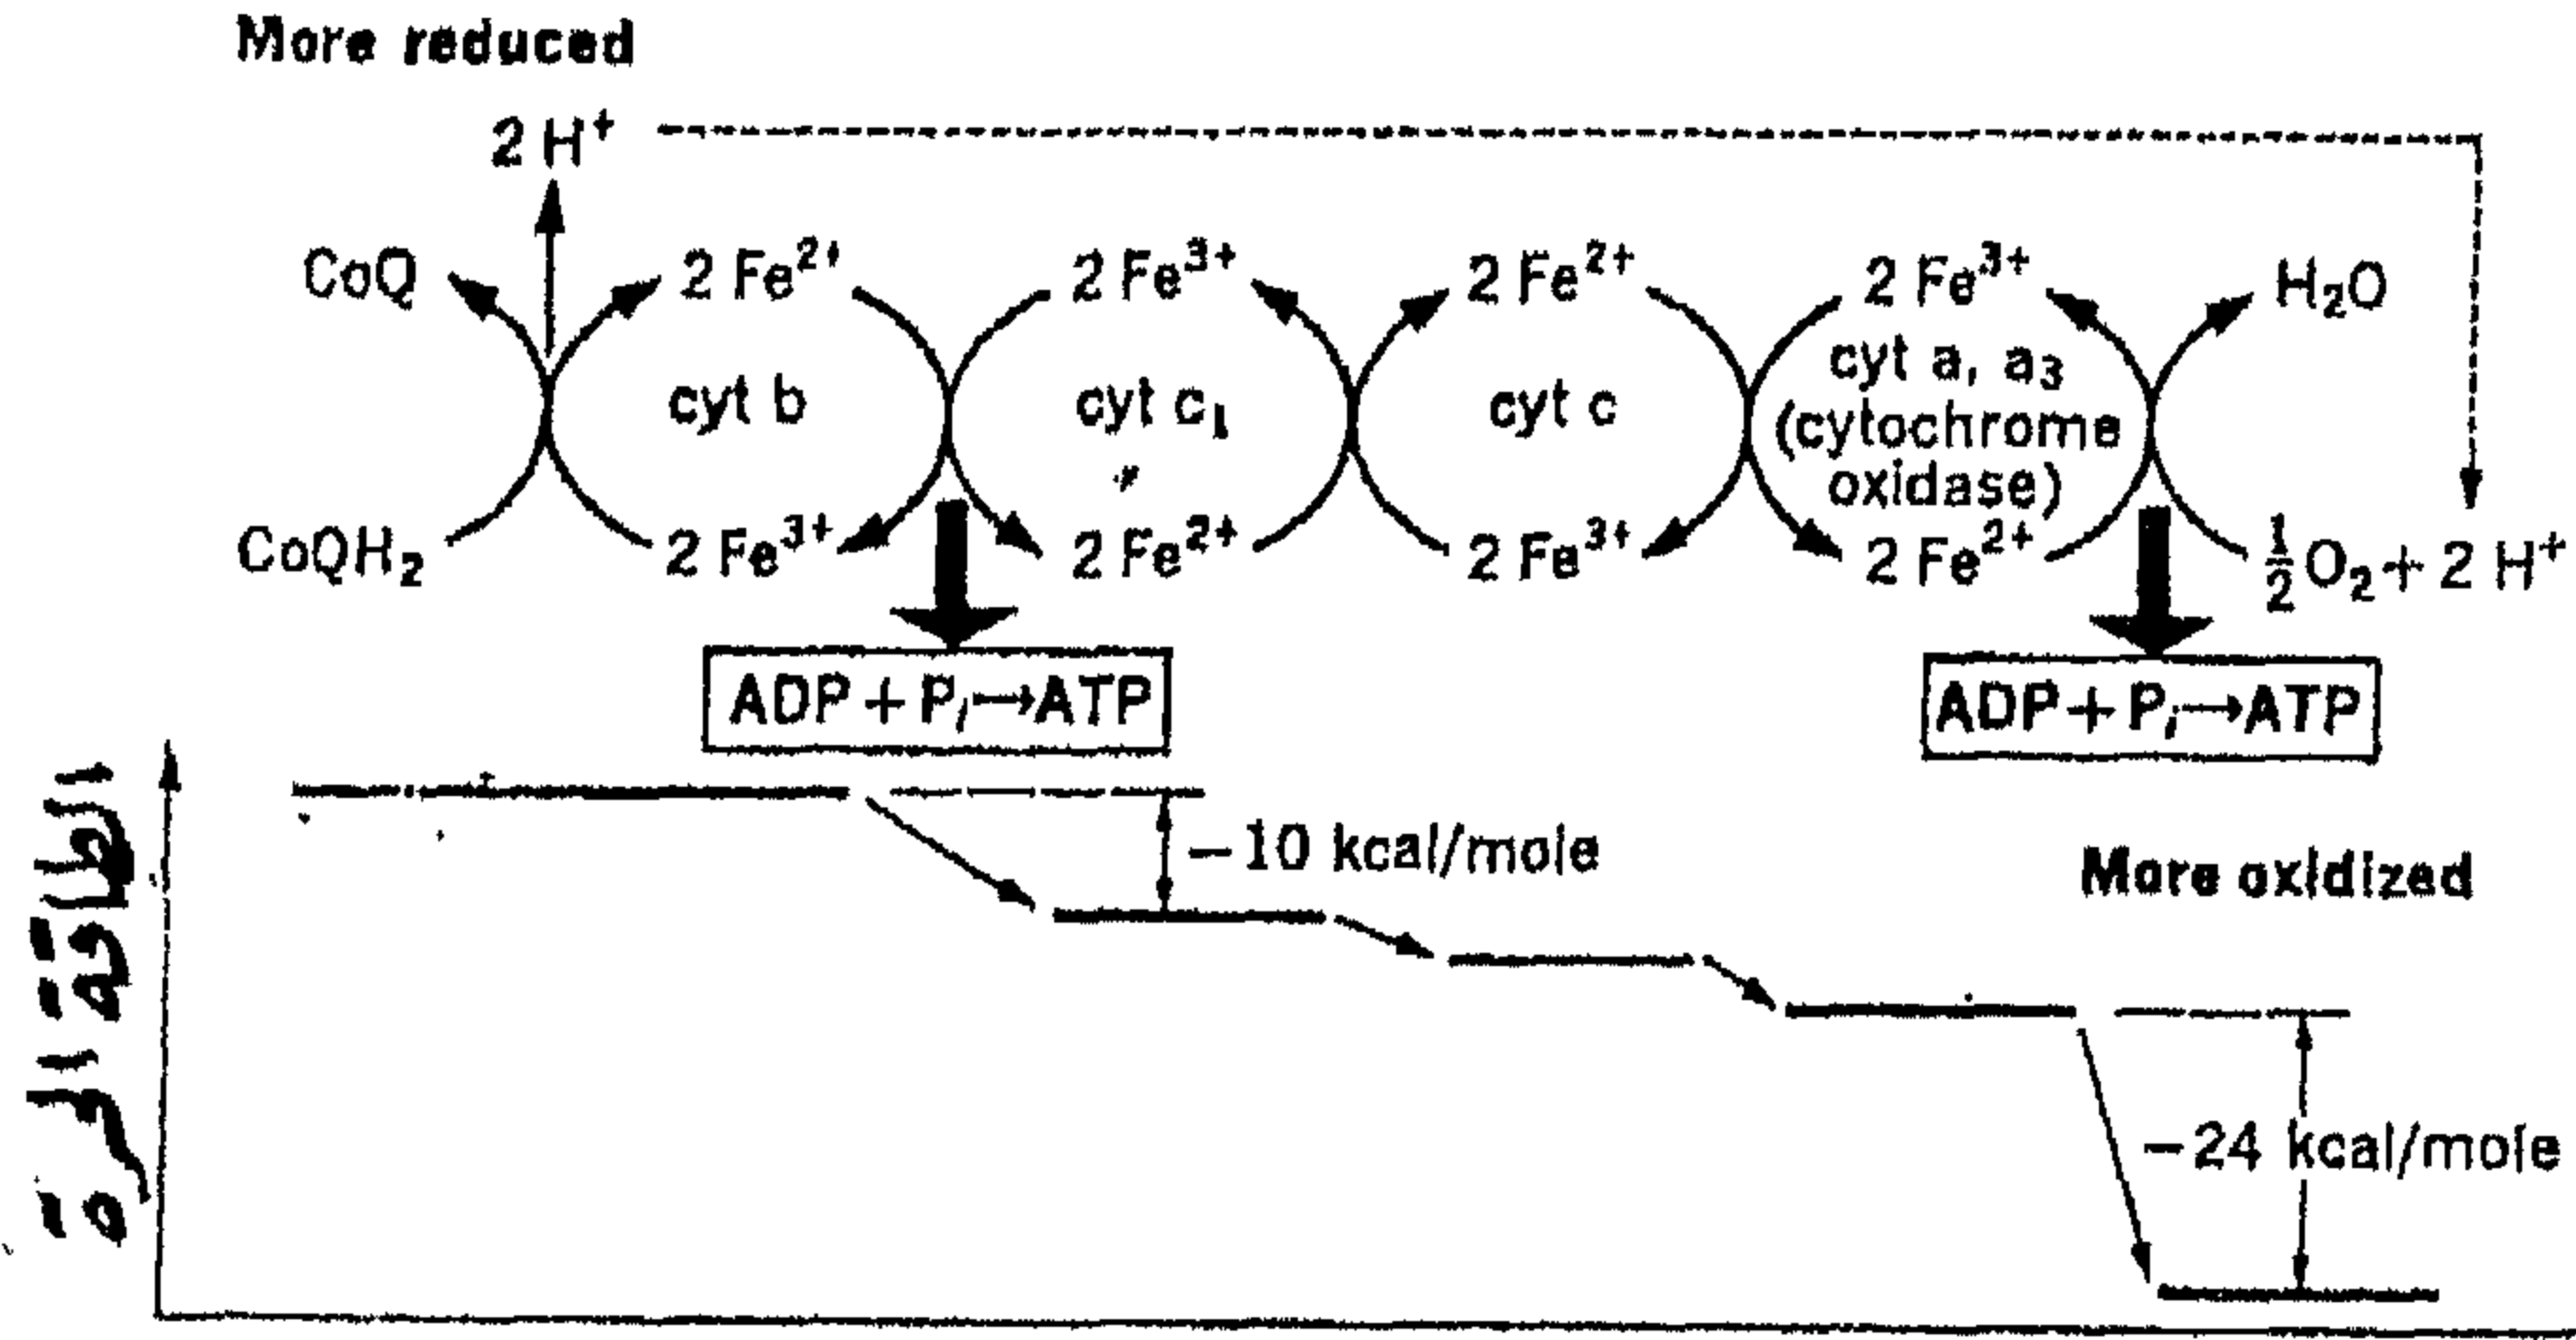 More reduced
2 H⁺
CoQ 2 Fe²⁺ 2 Fe³⁺ 2 Fe²⁺ 2 Fe³⁺ H₂O
cyt b cyt c₁ cyt c cyt a, a₃
(cytochrome
oxidase)
CoQH₂ 2 Fe³⁺ 2 Fe²⁺ 2 Fe³⁺ 2 Fe²⁺ ½O₂ + 2 H⁺
ADP + Pᵢ → ATP ADP + Pᵢ → ATP
الطاقة الحرة
−10 kcal/mole
More oxidized
−24 kcal/mole